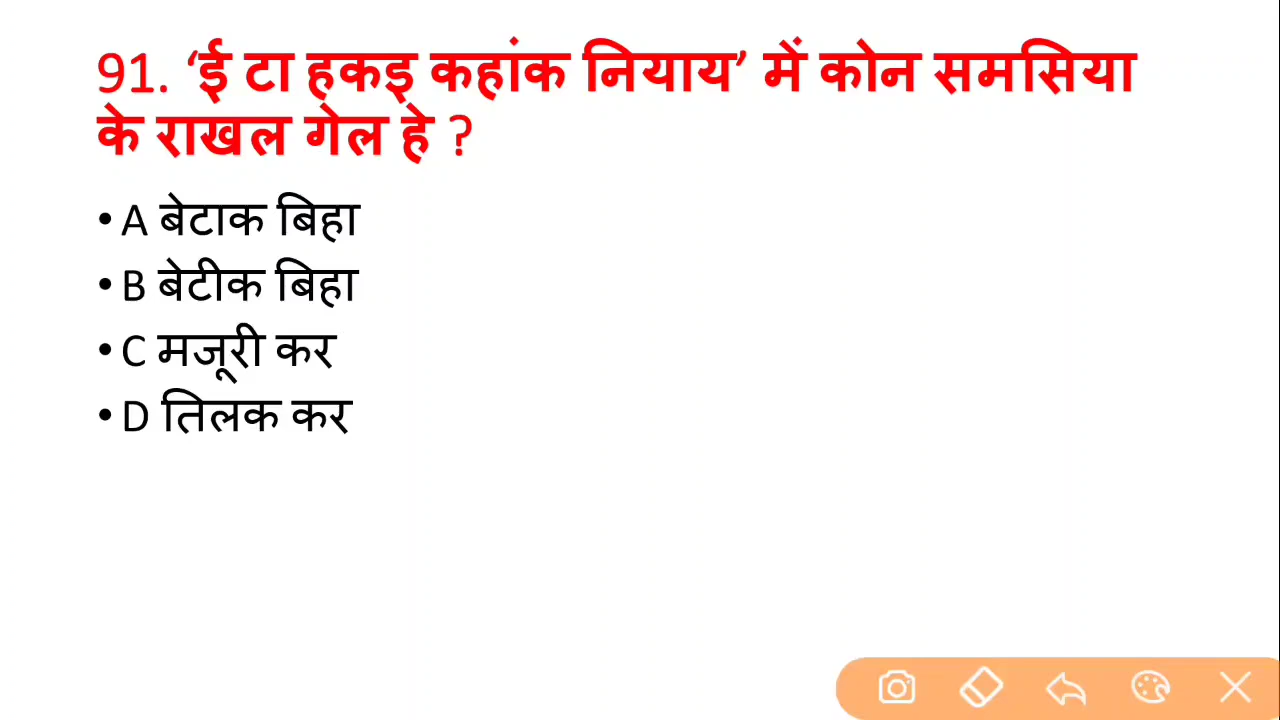 91. ‘ई टा हकइ कहांक नियाय’ में कोन समसिया
के राखल गेल हे ?
• A बेटाक बिहा
• B बेटीक बिहा
• C मजूरी कर
• D तिलक कर